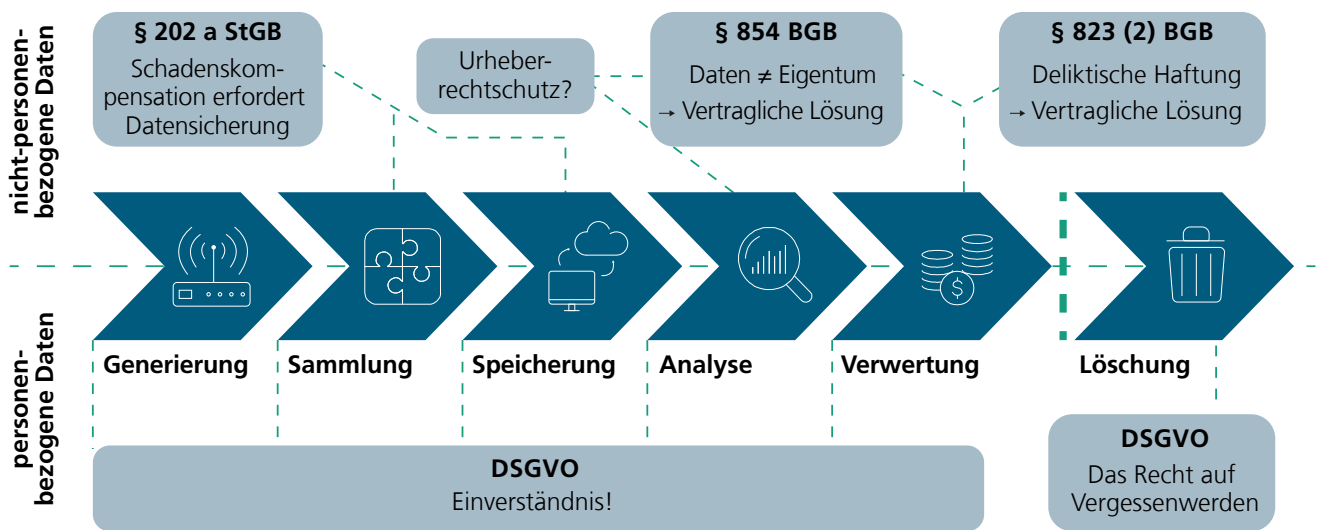 nicht-personen-
bezogene Daten
§ 202 a StGB
Schadenskom-
pensation erfordert
Datensicherung
Urheber-
rechtschutz?
§ 854 BGB
Daten ≠ Eigentum
→ Vertragliche Lösung
§ 823 (2) BGB
Deliktische Haftung
→ Vertragliche Lösung
$
Generierung
Sammlung
Speicherung
Analyse
Verwertung
Löschung
personen-
bezogene Daten
DSGVO
Einverständnis!
DSGVO
Das Recht auf
Vergessenwerden